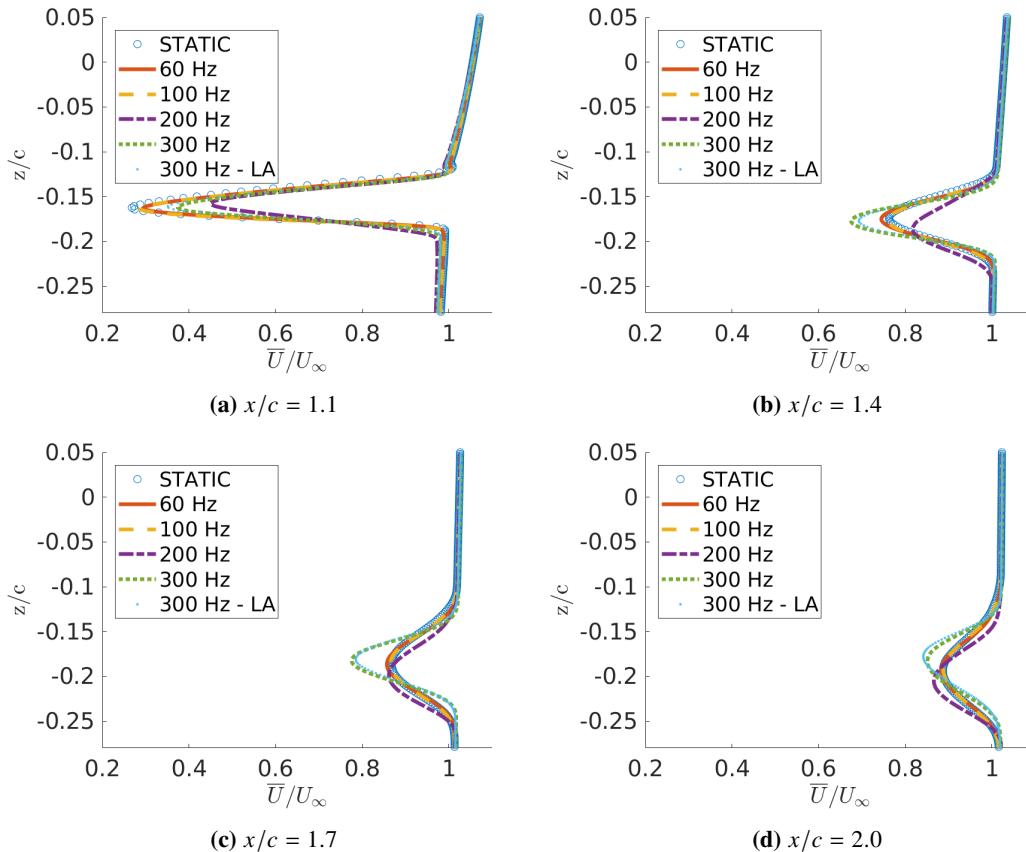 0.05
0
-0.05
-0.1
-0.15
-0.2
-0.25
z/c
STATIC
60 Hz
100 Hz
200 Hz
300 Hz
300 Hz - LA
0.2 0.4 0.6 0.8 1
U̅/U∞
(a) x/c = 1.1
0.05
0
-0.05
-0.1
-0.15
-0.2
-0.25
z/c
STATIC
60 Hz
100 Hz
200 Hz
300 Hz
300 Hz - LA
0.2 0.4 0.6 0.8 1
U̅/U∞
(b) x/c = 1.4
0.05
0
-0.05
-0.1
-0.15
-0.2
-0.25
z/c
STATIC
60 Hz
100 Hz
200 Hz
300 Hz
300 Hz - LA
0.2 0.4 0.6 0.8 1
U̅/U∞
(c) x/c = 1.7
0.05
0
-0.05
-0.1
-0.15
-0.2
-0.25
z/c
STATIC
60 Hz
100 Hz
200 Hz
300 Hz
300 Hz - LA
0.2 0.4 0.6 0.8 1
U̅/U∞
(d) x/c = 2.0